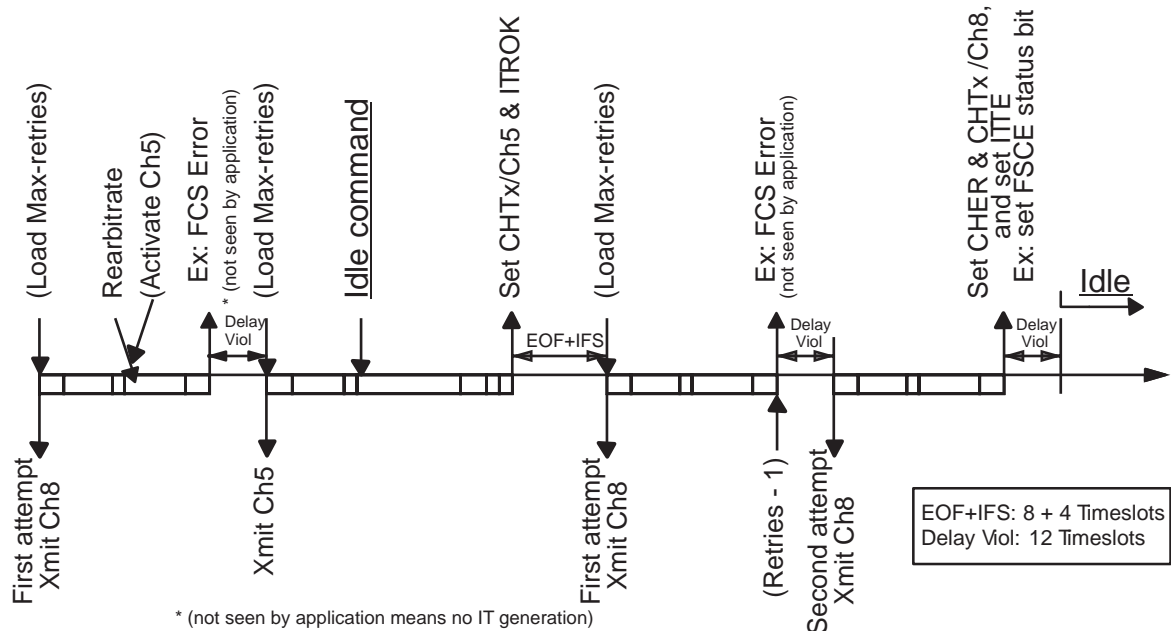 (Load Max-retries)
Rearbitrate
(Activate Ch5)
Ex: FCS Error
* (not seen by application)
(Load Max-retries)
Idle command
Set CHTx/Ch5 & ITROK
(Load Max-retries)
Ex: FCS Error
(not seen by application)
Set CHER & CHTx /Ch8,
and set ITTE
Ex: set FSCE status bit
Idle
Delay
Viol
EOF+IFS
Delay
Viol
Delay
Viol
First attempt
Xmit Ch8
Xmit Ch5
First attempt
Xmit Ch8
(Retries - 1)
Second attempt
Xmit Ch8
EOF+IFS: 8 + 4 Timeslots
Delay Viol: 12 Timeslots
* (not seen by application means no IT generation)